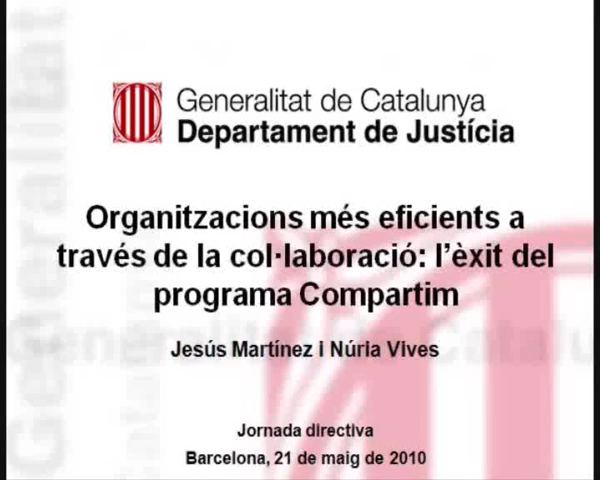 Generalitat de Catalunya
Departament de Justícia
Organitzacions més eficients a
través de la col·laboració: l'èxit del
programa Compartim
Jesús Martínez i Núria Vives
Jornada directiva
Barcelona, 21 de maig de 2010